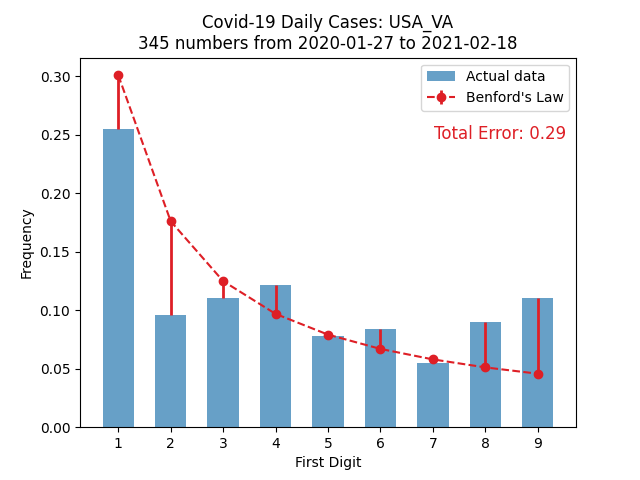 Covid-19 Daily Cases: USA_VA
345 numbers from 2020-01-27 to 2021-02-18
Actual data
Benford's Law
Total Error: 0.29
0.30
0.25
0.20
0.15
0.10
0.05
0.00
Frequency
1 2 3 4 5 6 7 8 9
First Digit